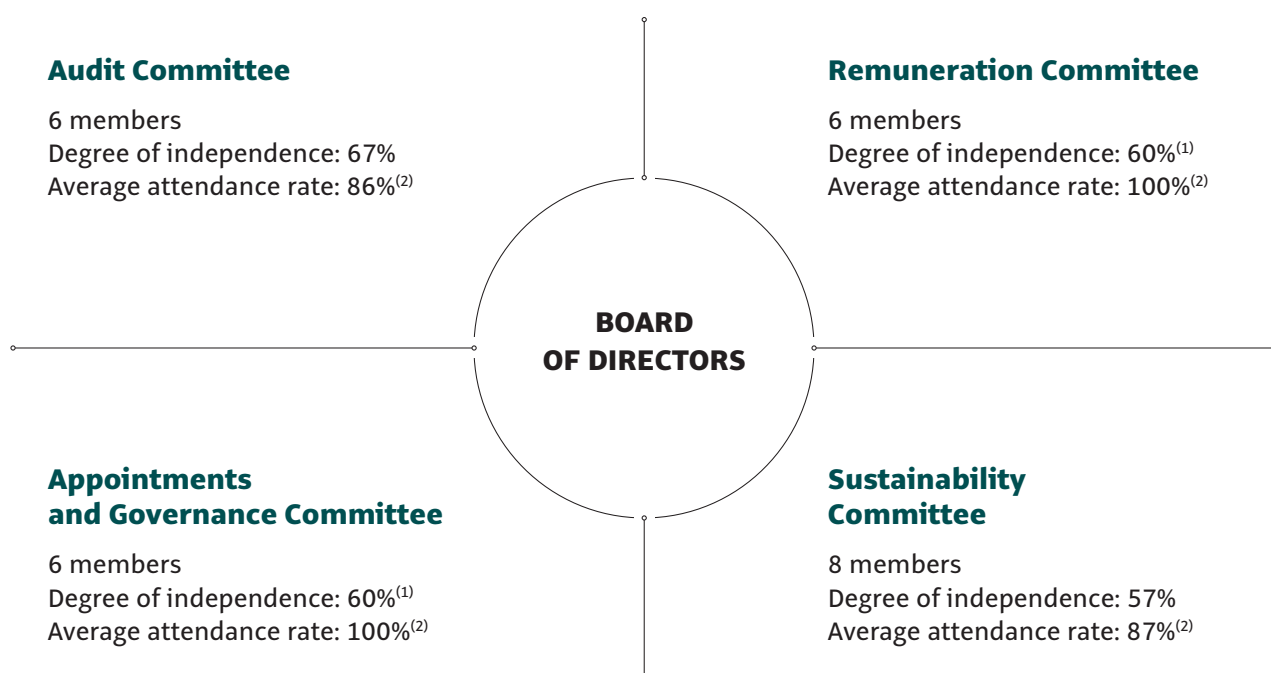 Audit Committee
6 members
Degree of independence: 67%
Average attendance rate: 86%(2)
Remuneration Committee
6 members
Degree of independence: 60%(1)
Average attendance rate: 100%(2)
BOARD
OF DIRECTORS
Appointments
and Governance Committee
6 members
Degree of independence: 60%(1)
Average attendance rate: 100%(2)
Sustainability
Committee
8 members
Degree of independence: 57%
Average attendance rate: 87%(2)